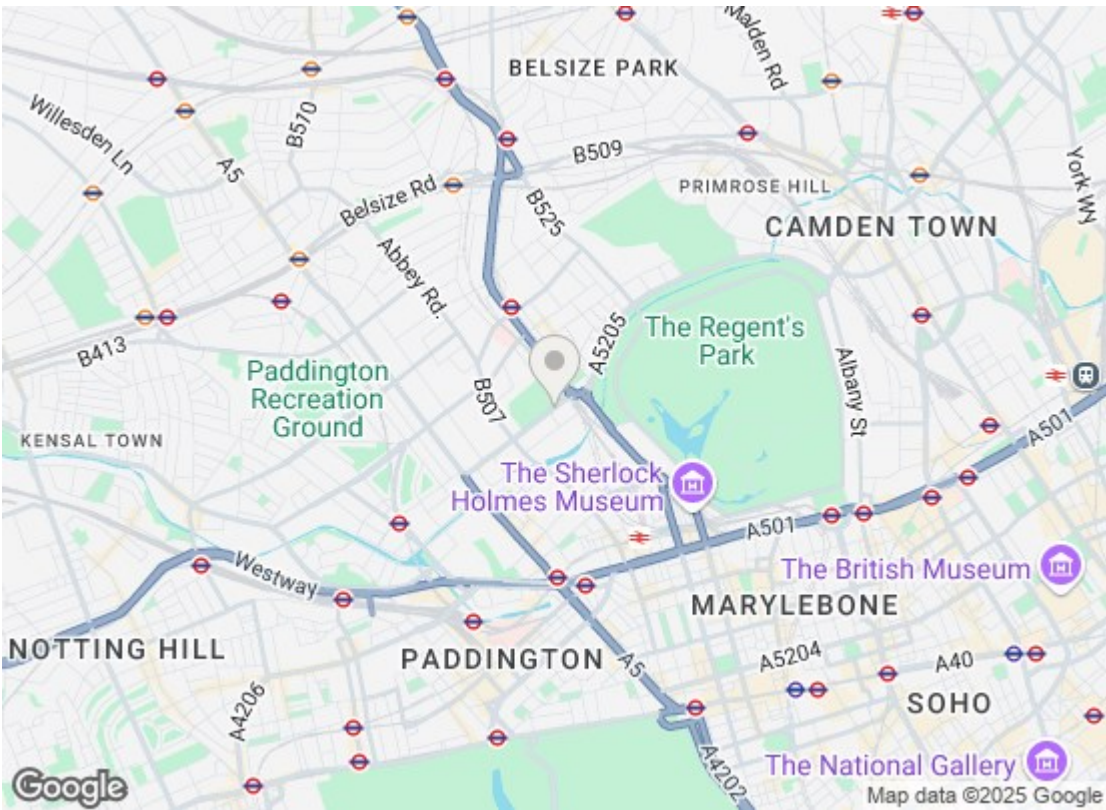 Malden Rd
BELSIZE PARK
B510
Willesden Ln
A5
B509
York Wy
PRIMROSE HILL
Belsize Rd
B525
CAMDEN TOWN
Abbey Rd.
A5205
The Regent's
Park
B413
Paddington
Recreation
Ground
B507
Albany St
KENSAL TOWN
A501
The Sherlock
Holmes Museum
A501
Westway
The British Museum
MARYLEBONE
NOTTING HILL
PADDINGTON
A5
A5204
A40
A4206
SOHO
A4202
The National Gallery
Google
Map data ©2025 Google